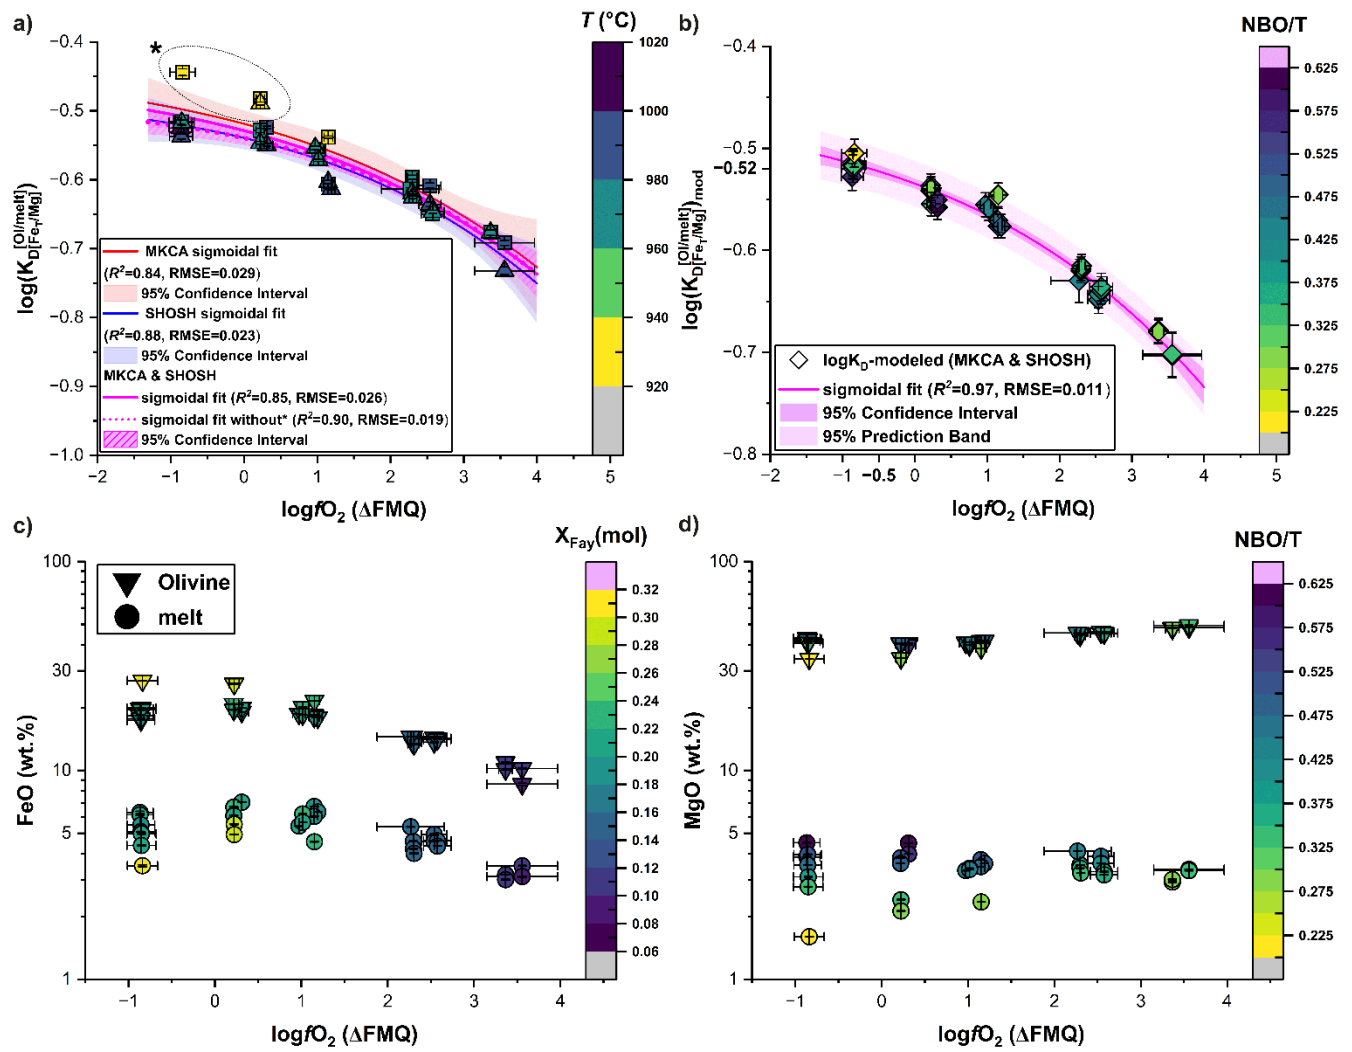 a)
T (°C)
−0.4
−0.5
−0.6
−0.7
−0.8
−0.9
−1.0
*
MKCA sigmoidal fit
(R²=0.84, RMSE=0.029)
95% Confidence Interval
SHOSH sigmoidal fit
(R²=0.88, RMSE=0.023)
95% Confidence Interval
MKCA & SHOSH
sigmoidal fit (R²=0.85, RMSE=0.026)
sigmoidal fit without* (R²=0.90, RMSE=0.019)
95% Confidence Interval
−2 −1 0 1 2 3 4 5
logfO₂ (ΔFMQ)
log(K_D[Fe_T/Mg]^[Ol/melt])
1020
1000
980
960
940
920
b)
NBO/T
−0.4
−0.5
−0.52
−0.6
−0.7
−0.8
logK_D-modeled (MKCA & SHOSH)
sigmoidal fit (R²=0.97, RMSE=0.011)
95% Confidence Interval
95% Prediction Band
−2 −1 −0.5 0 1 2 3 4 5
logfO₂ (ΔFMQ)
log(K_D[Fe_T/Mg]^[Ol/melt])mod
0.625
0.575
0.525
0.475
0.425
0.375
0.325
0.275
0.225
c)
X_Fay(mol)
100
30
10
5
1
Olivine
melt
−1 0 1 2 3 4
logfO₂ (ΔFMQ)
FeO (wt.%)
0.32
0.30
0.28
0.26
0.24
0.22
0.20
0.18
0.16
0.14
0.12
0.10
0.08
0.06
d)
NBO/T
100
30
5
1
−1 0 1 2 3 4
logfO₂ (ΔFMQ)
MgO (wt.%)
0.625
0.575
0.525
0.475
0.425
0.375
0.325
0.275
0.225